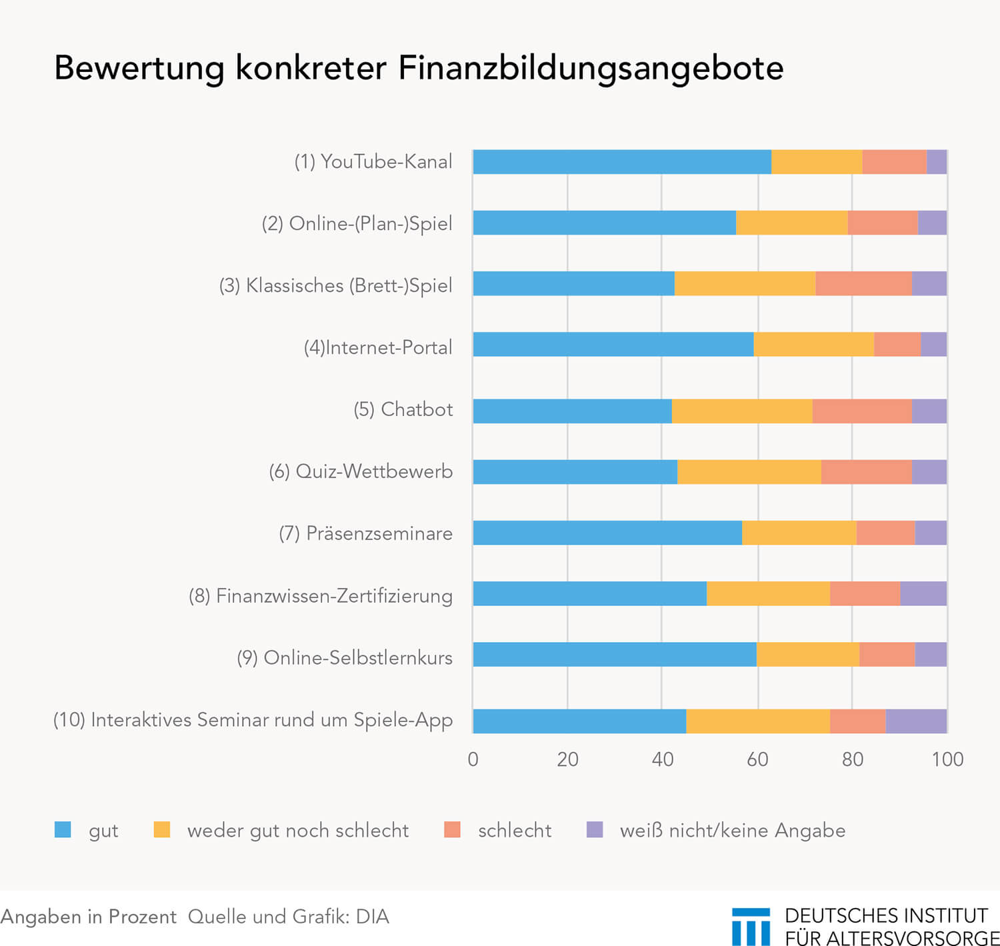 Bewertung konkreter Finanzbildungsangebote
(1) YouTube-Kanal
(2) Online-(Plan-)Spiel
(3) Klassisches (Brett-)Spiel
(4)Internet-Portal
(5) Chatbot
(6) Quiz-Wettbewerb
(7) Präsenzseminare
(8) Finanzwissen-Zertifizierung
(9) Online-Selbstlernkurs
(10) Interaktives Seminar rund um Spiele-App
0 20 40 60 80 100
gut weder gut noch schlecht schlecht weiß nicht/keine Angabe
Angaben in Prozent Quelle und Grafik: DIA
DEUTSCHES INSTITUT
FÜR ALTERSVORSORGE